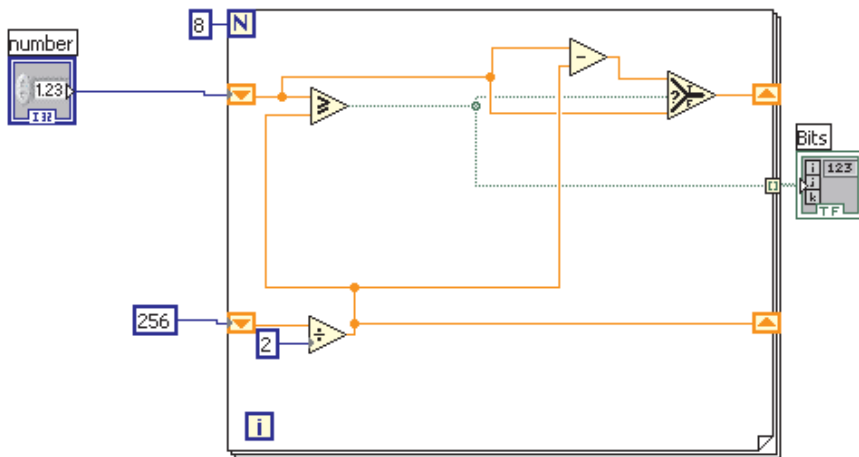 8 N
number
1.23
I32
Bits
i 123
j
k
TF
≥
-
? T
F
256
2
÷
i